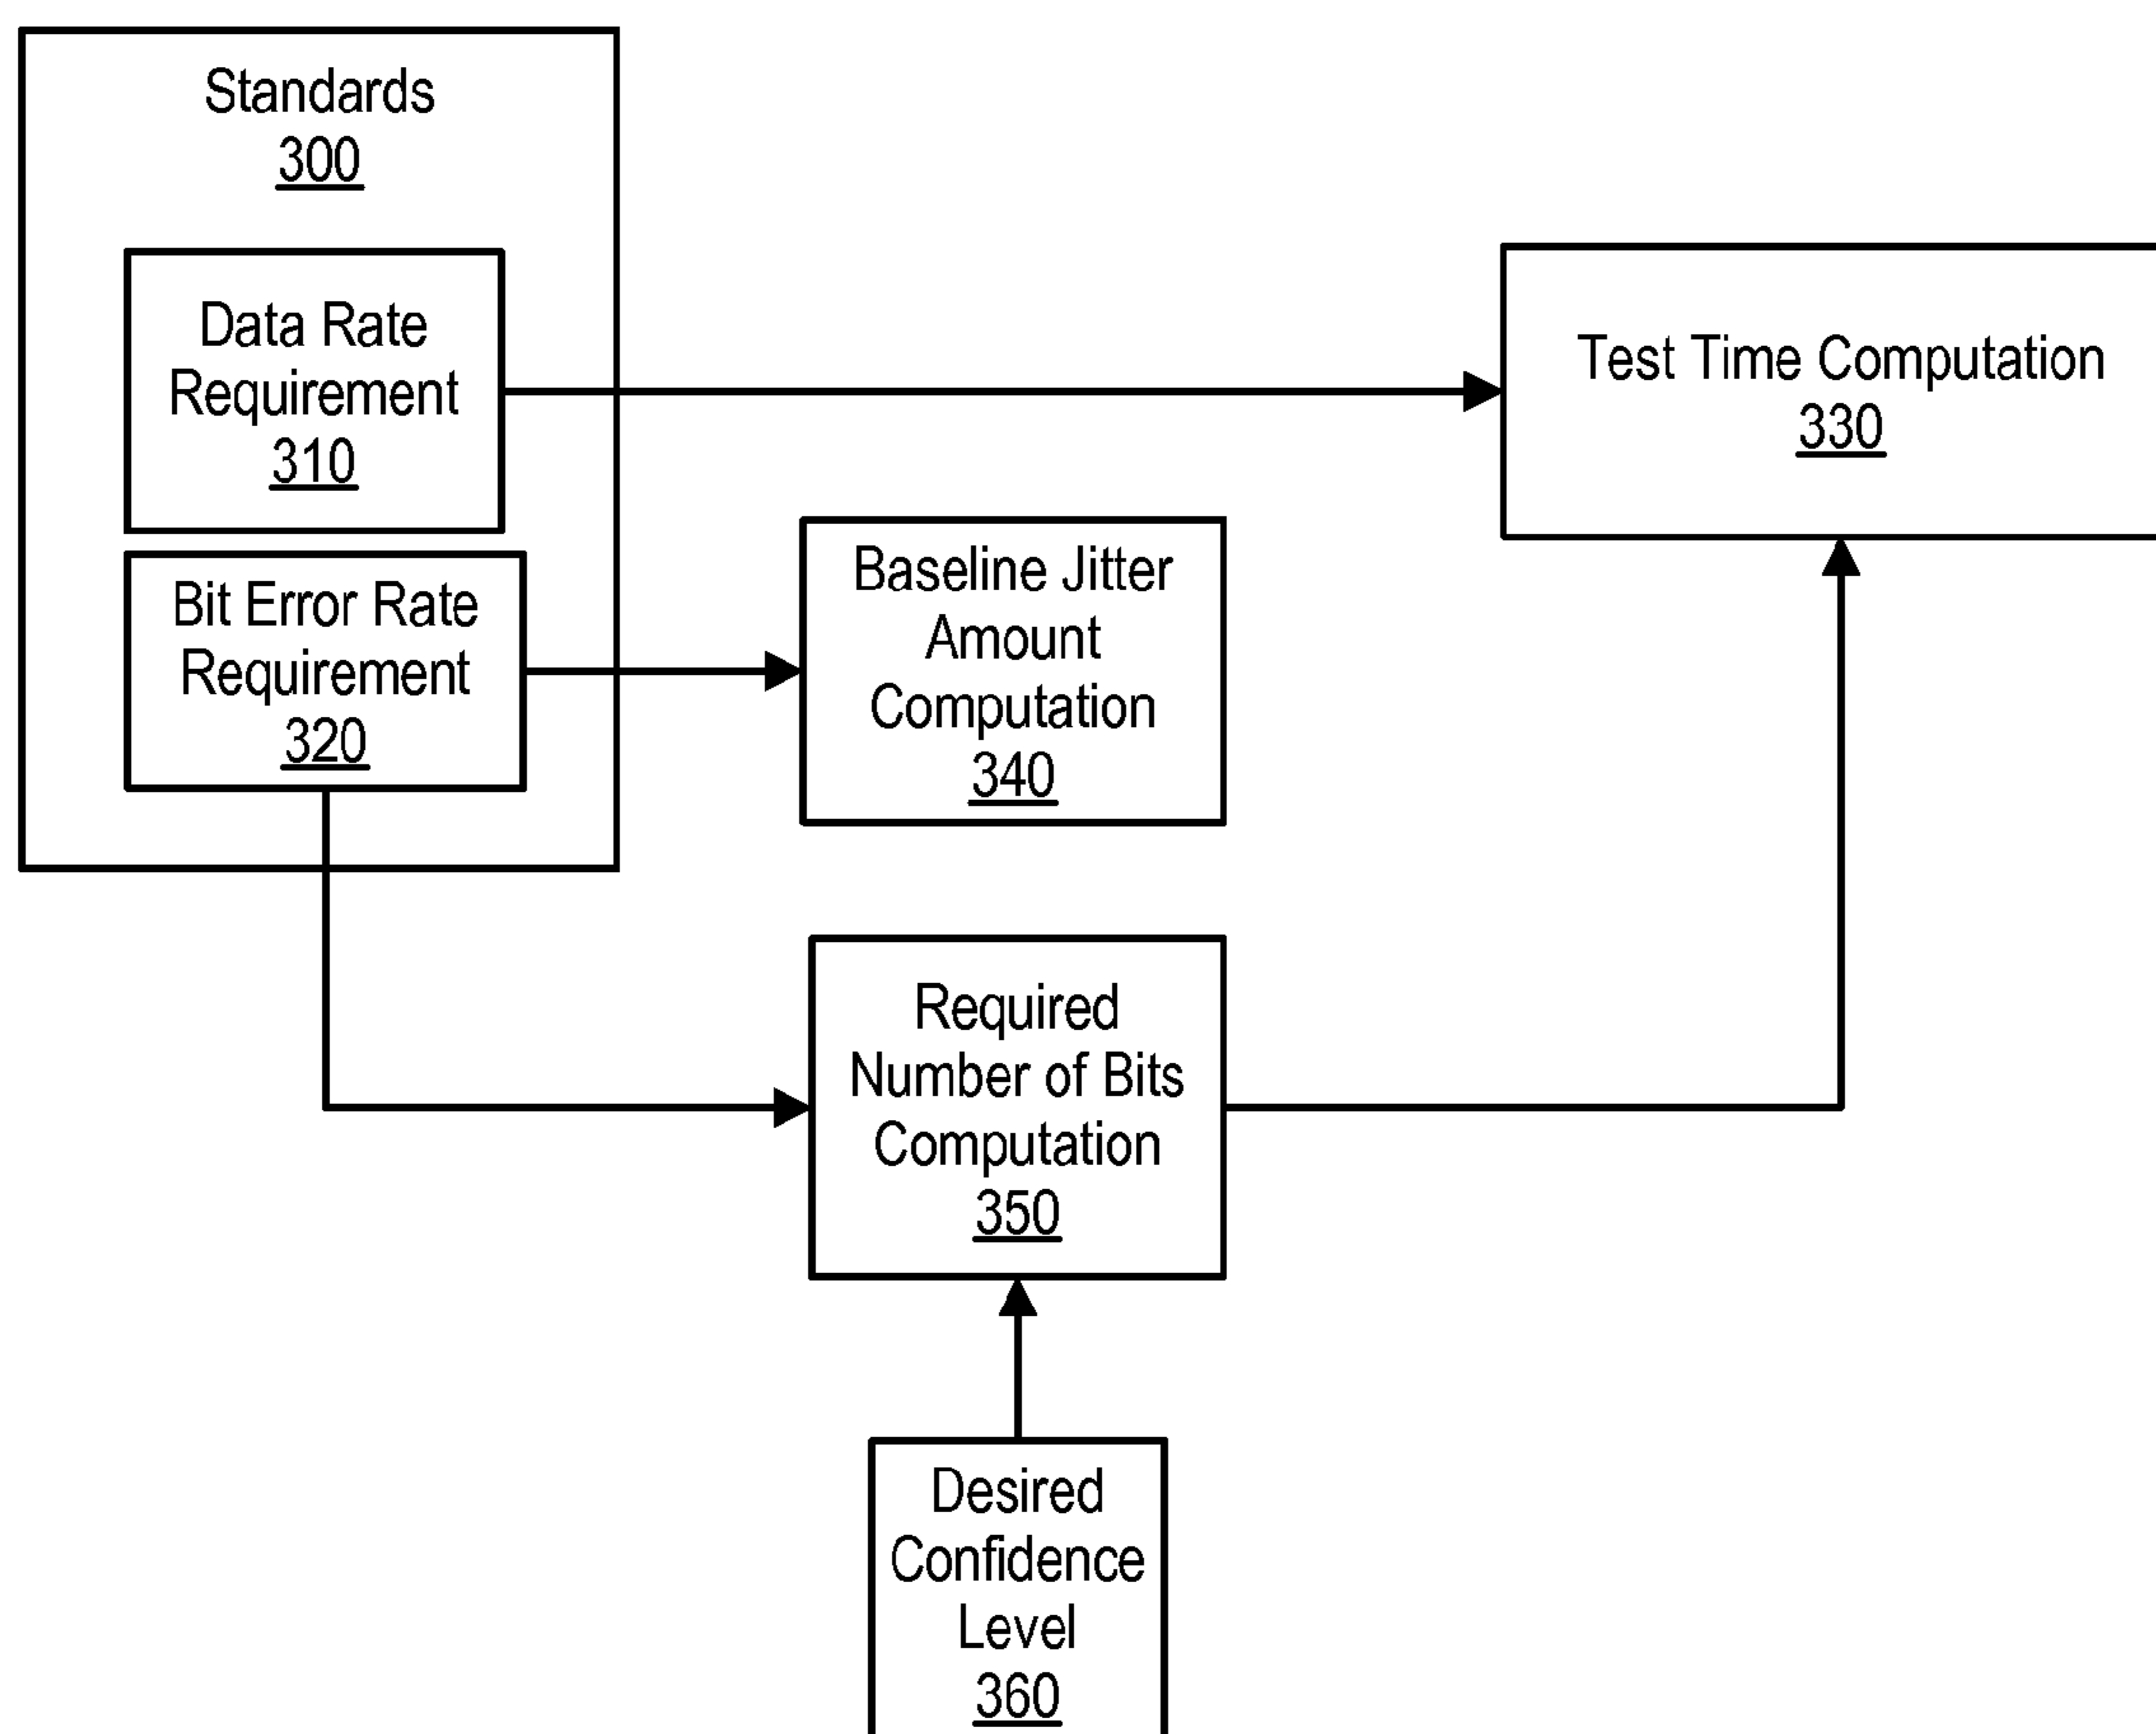 Standards
300
Data Rate
Requirement
310
Bit Error Rate
Requirement
320
Test Time Computation
330
Baseline Jitter
Amount
Computation
340
Required
Number of Bits
Computation
350
Desired
Confidence
Level
360